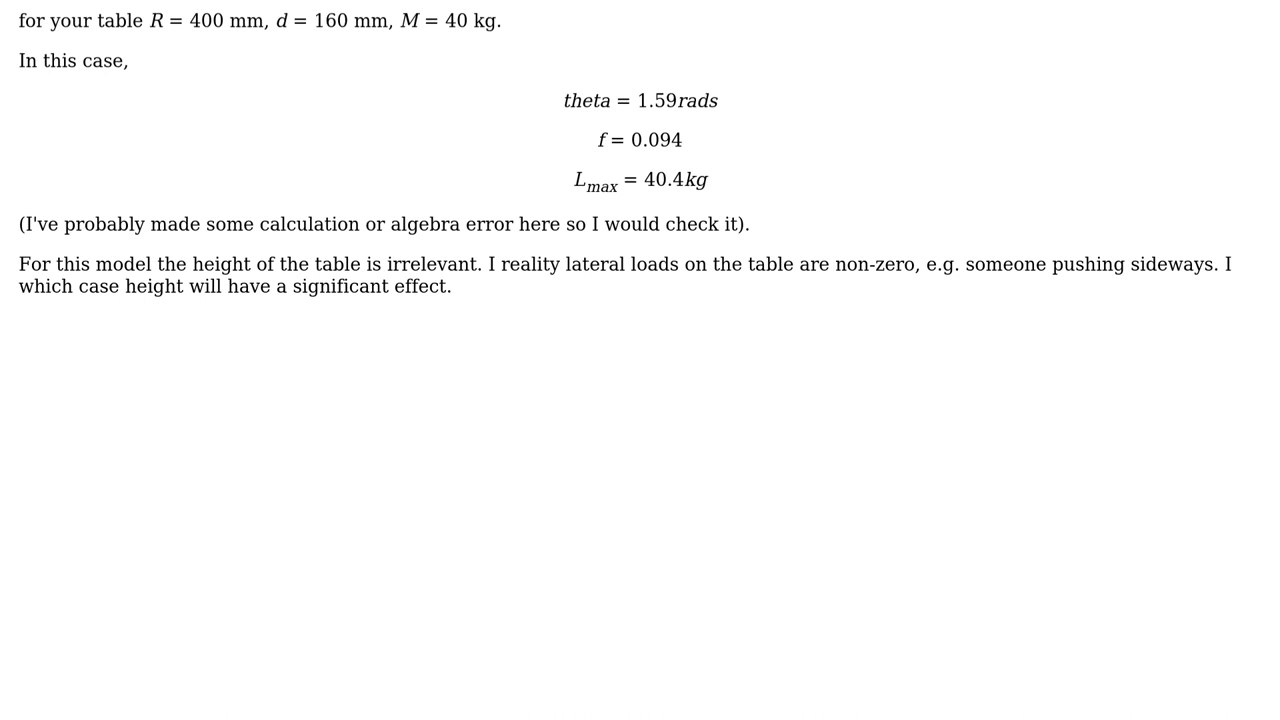 for your table R = 400 mm, d = 160 mm, M = 40 kg.
In this case,
theta = 1.59rads
f = 0.094
L_max = 40.4kg
(I've probably made some calculation or algebra error here so I would check it).
For this model the height of the table is irrelevant. I reality lateral loads on the table are non-zero, e.g. someone pushing sideways. I
which case height will have a significant effect.